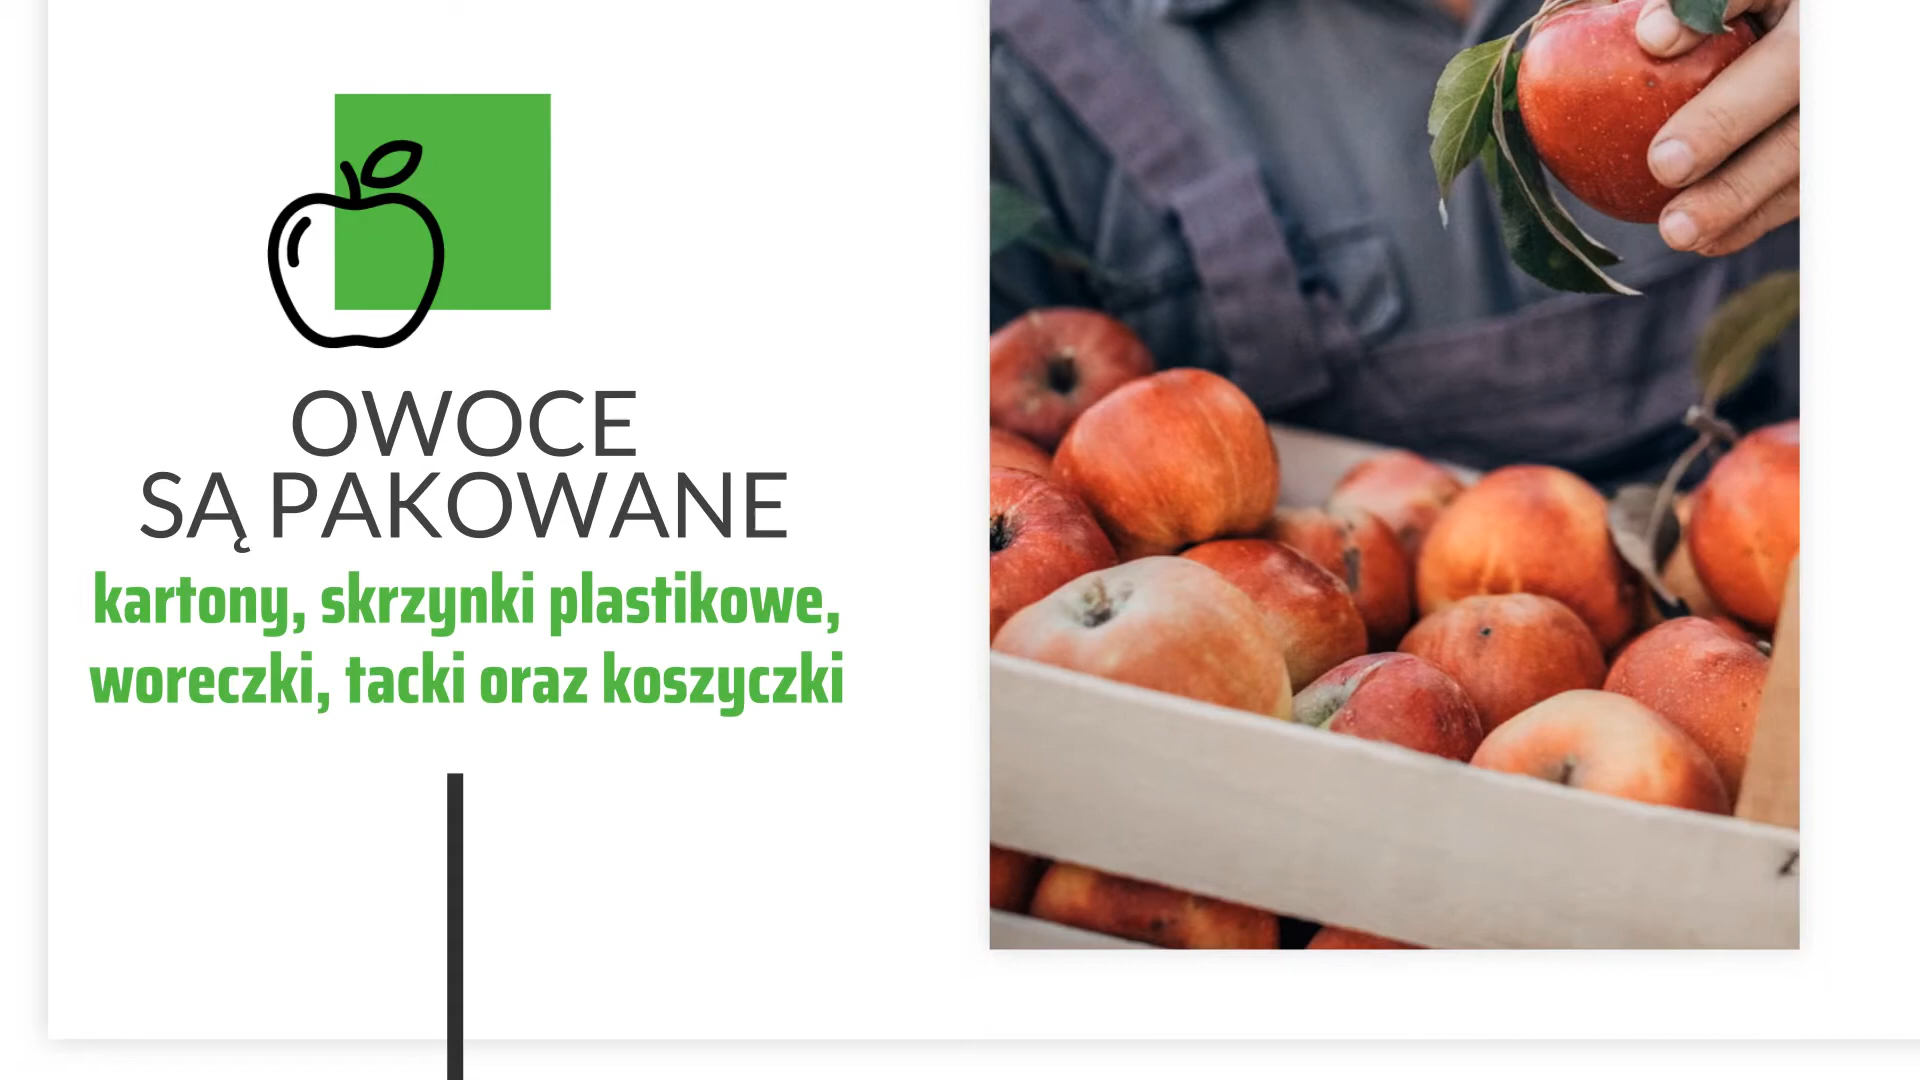 OWOCE
SĄ PAKOWANE
kartony, skrzynki plastikowe,
woreczki, tacki oraz koszyczki